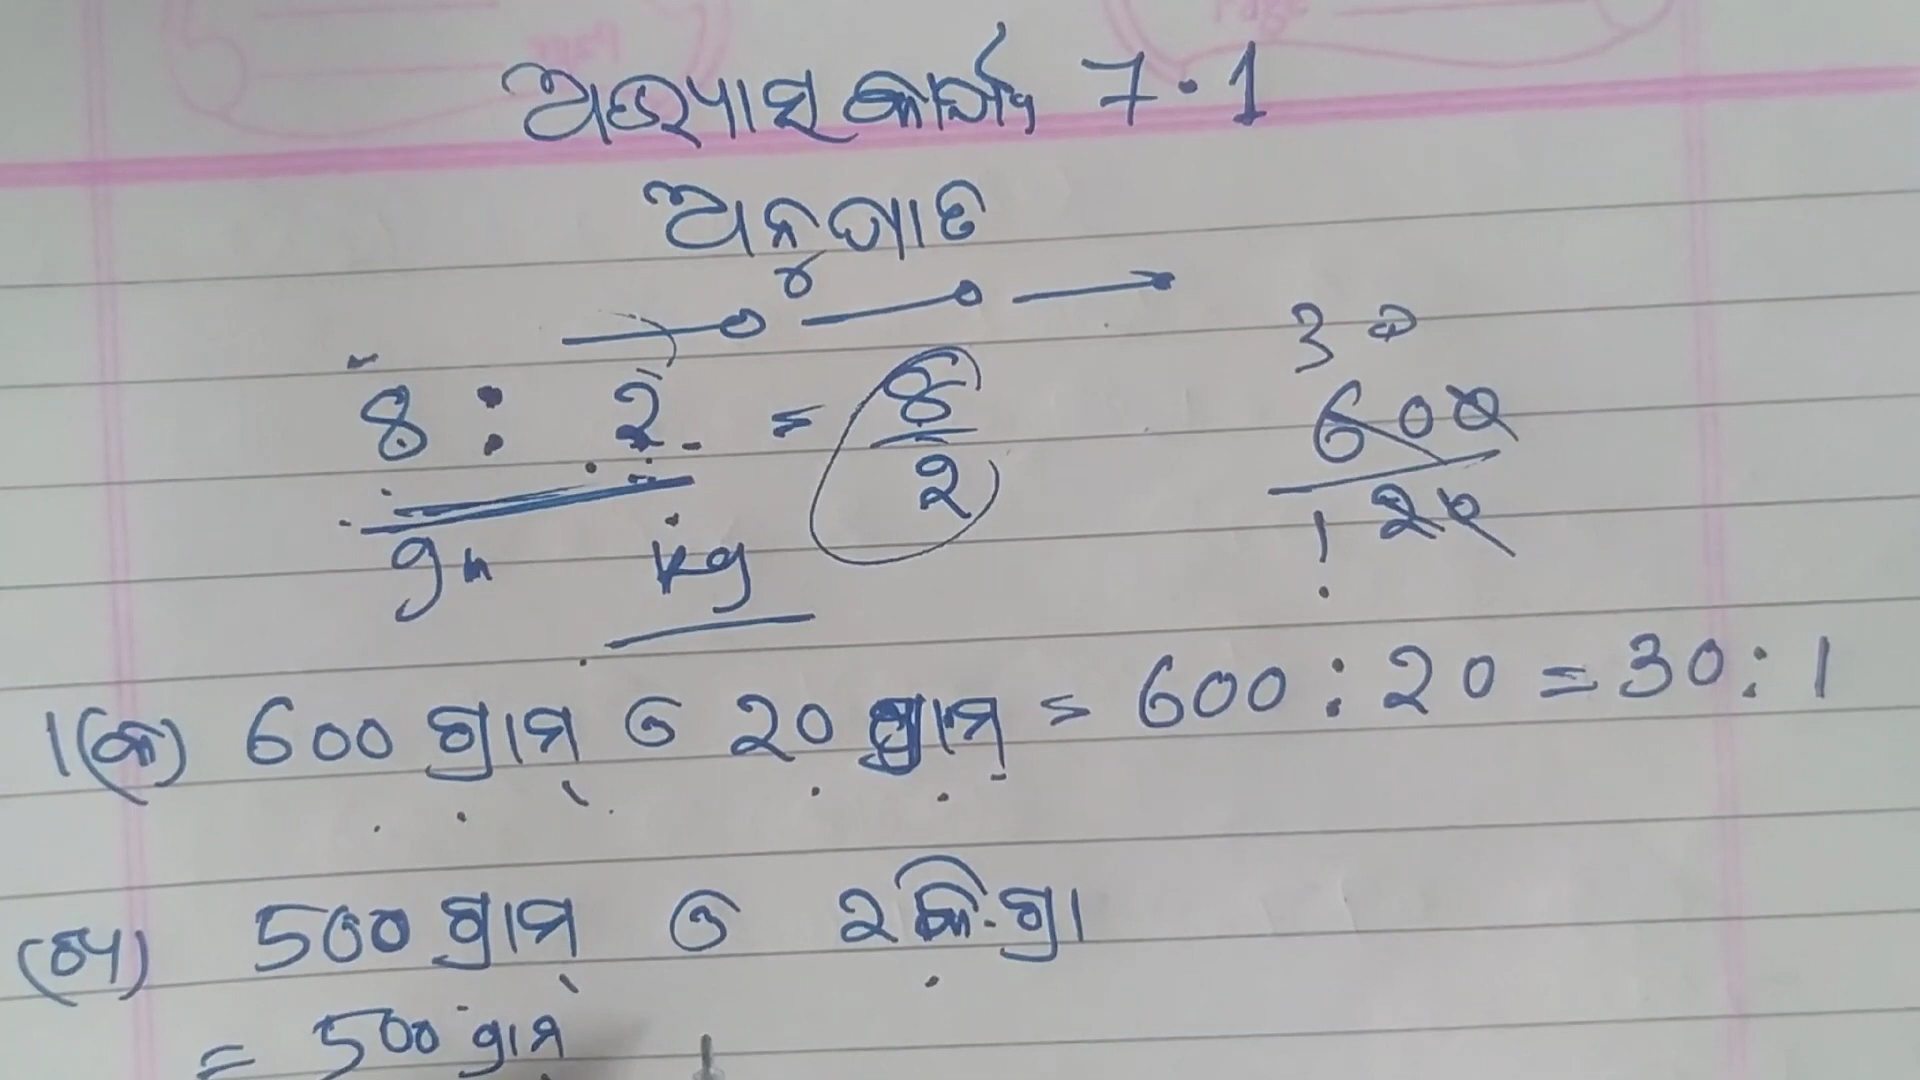 ଅଭ୍ୟାସ କାର୍ଯ୍ୟ 7.1
ଅନୁପାତ
8 : 2 = 8/2
gm kg
30
600
120
1(କ) 600 ଗ୍ରାମ୍ ଓ 20 ଗ୍ରାମ୍ = 600 : 20 = 30 : 1
(ଖ) 500 ଗ୍ରାମ୍ ଓ 2 କି.ଗ୍ରା
= 500 ଗ୍ରାମ